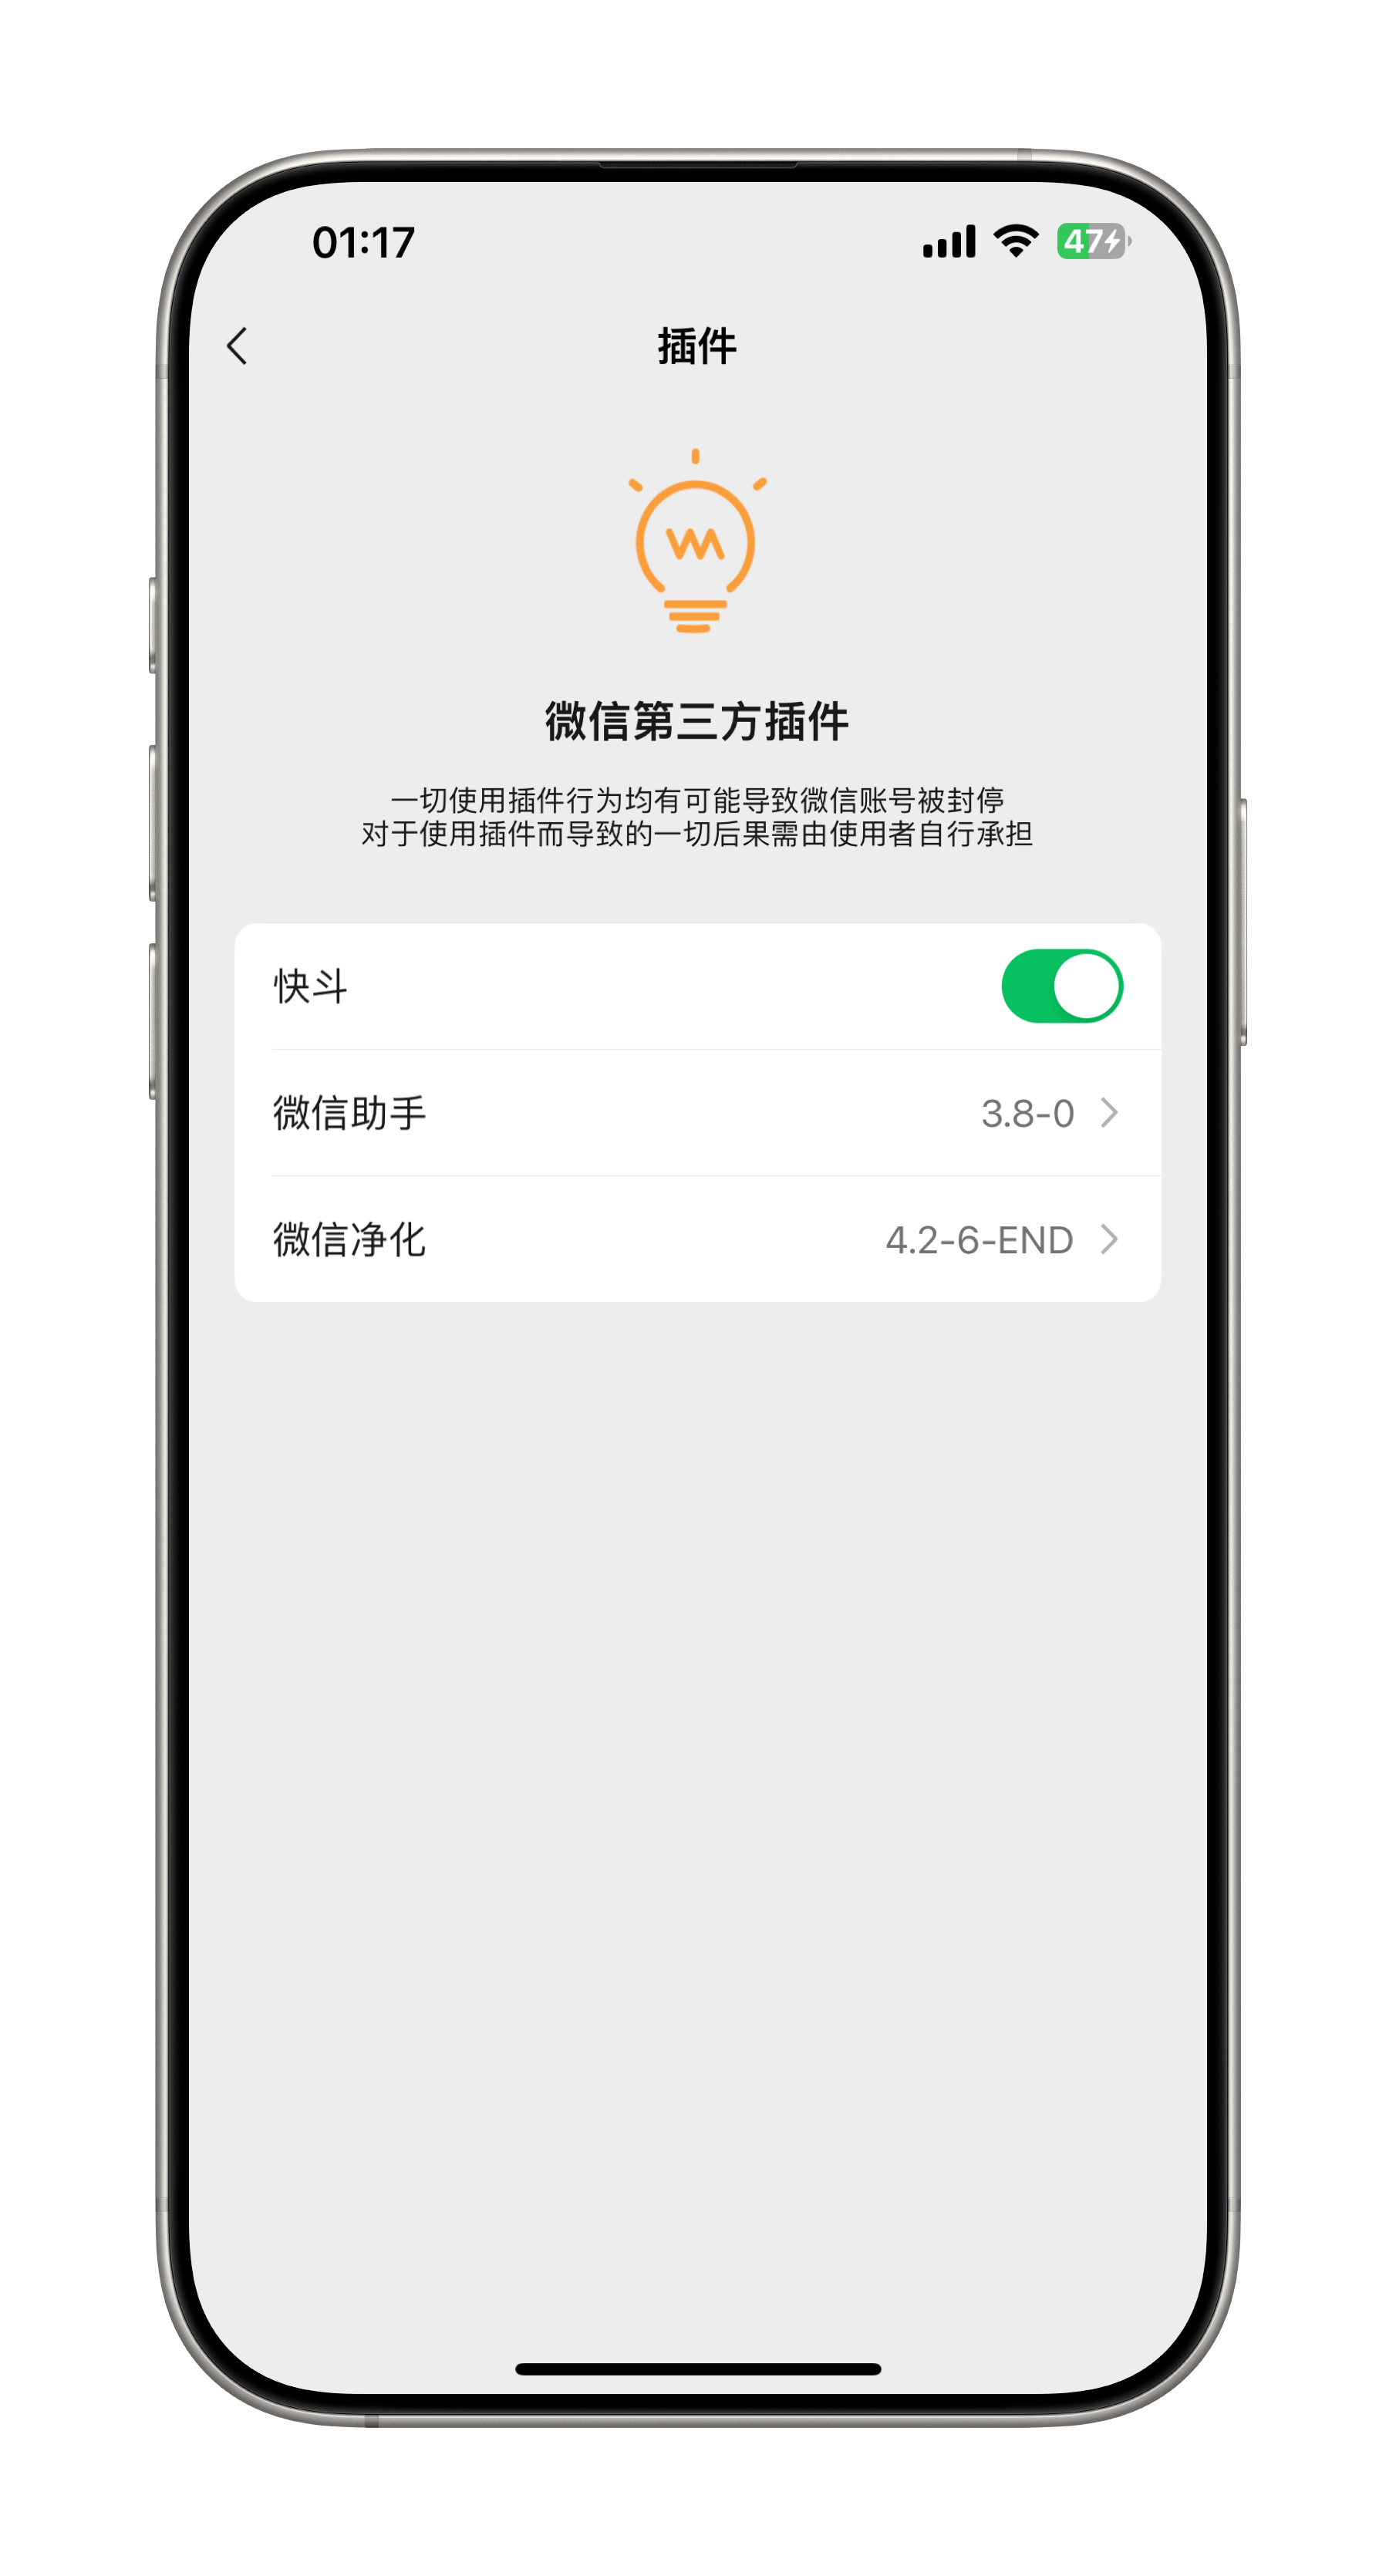 01:17
47
插件
微信第三方插件
一切使用插件行为均有可能导致微信账号被封停
对于使用插件而导致的一切后果需由使用者自行承担
快斗
微信助手 3.8-0
微信净化 4.2-6-END